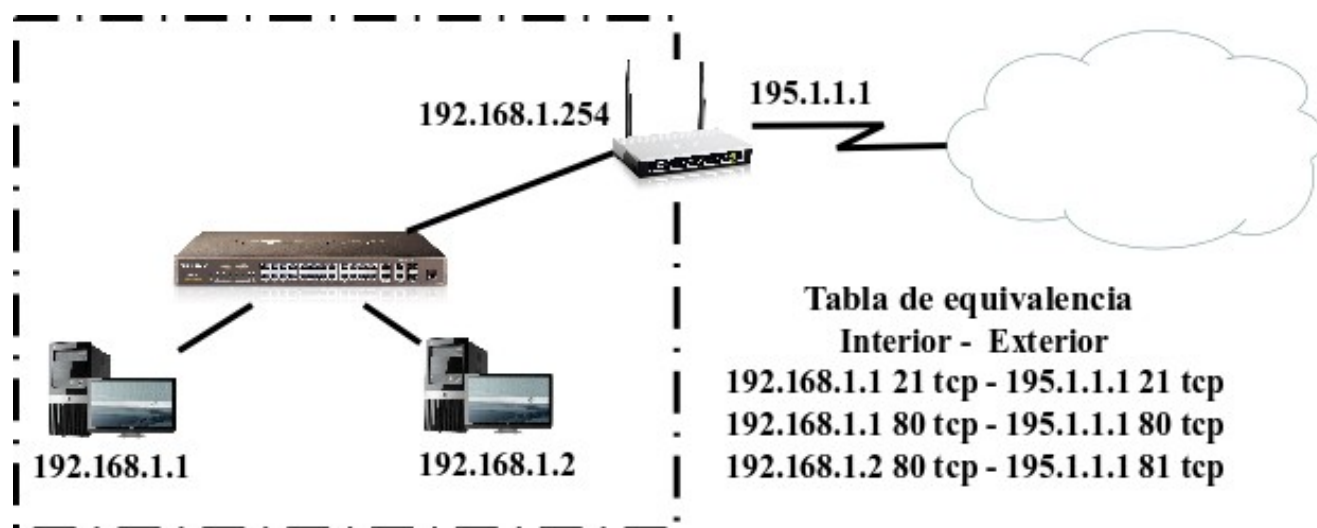 192.168.1.254
195.1.1.1
192.168.1.1
192.168.1.2
Tabla de equivalencia
Interior - Exterior
192.168.1.1 21 tcp - 195.1.1.1 21 tcp
192.168.1.1 80 tcp - 195.1.1.1 80 tcp
192.168.1.2 80 tcp - 195.1.1.1 81 tcp